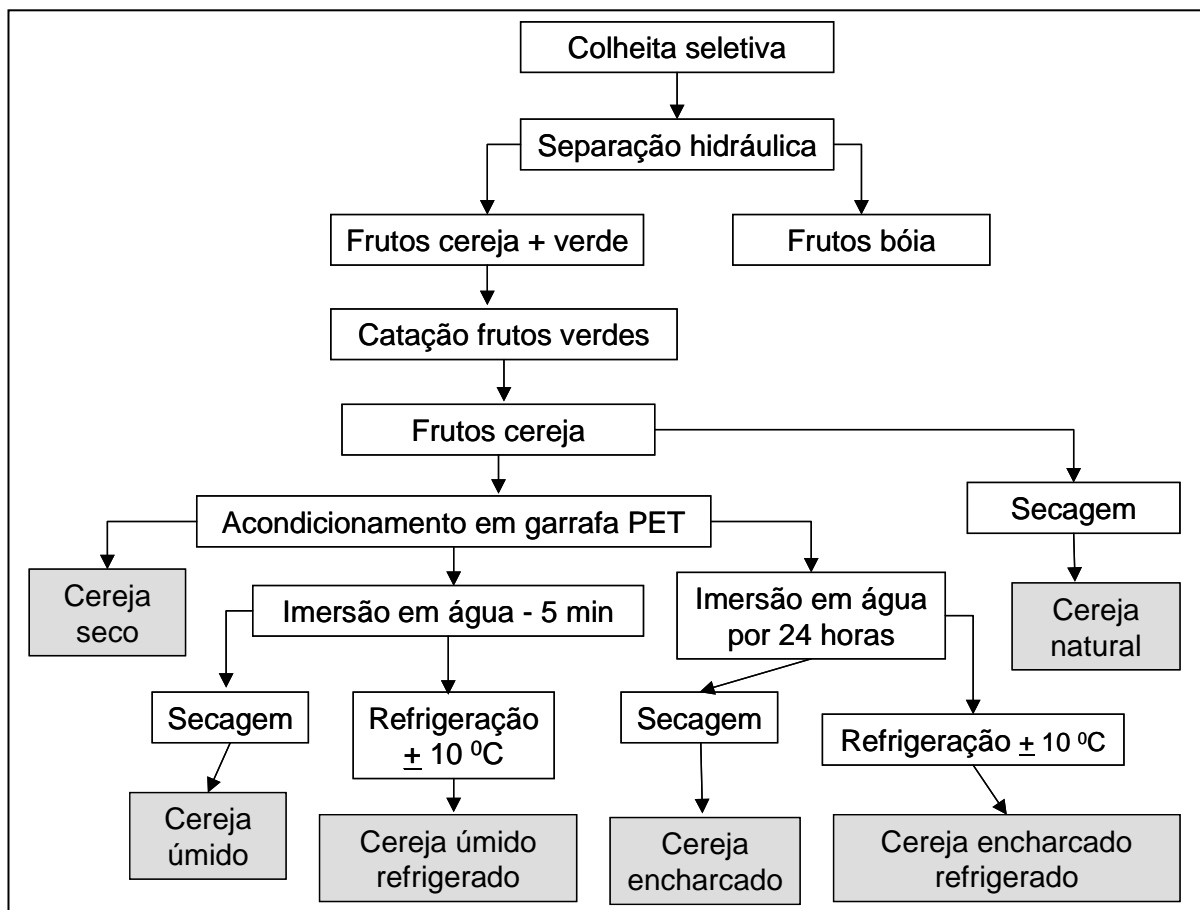 Colheita seletiva
Separação hidráulica
Frutos cereja + verde
Frutos bóia
Catação frutos verdes
Frutos cereja
Secagem
Acondicionamento em garrafa PET
Cereja
seco
Imersão em água - 5 min
Imersão em água
por 24 horas
Cereja
natural
Secagem
Refrigeração
± 10 ⁰C
Secagem
Refrigeração ± 10 ⁰C
Cereja
úmido
Cereja úmido
refrigerado
Cereja
encharcado
Cereja encharcado
refrigerado